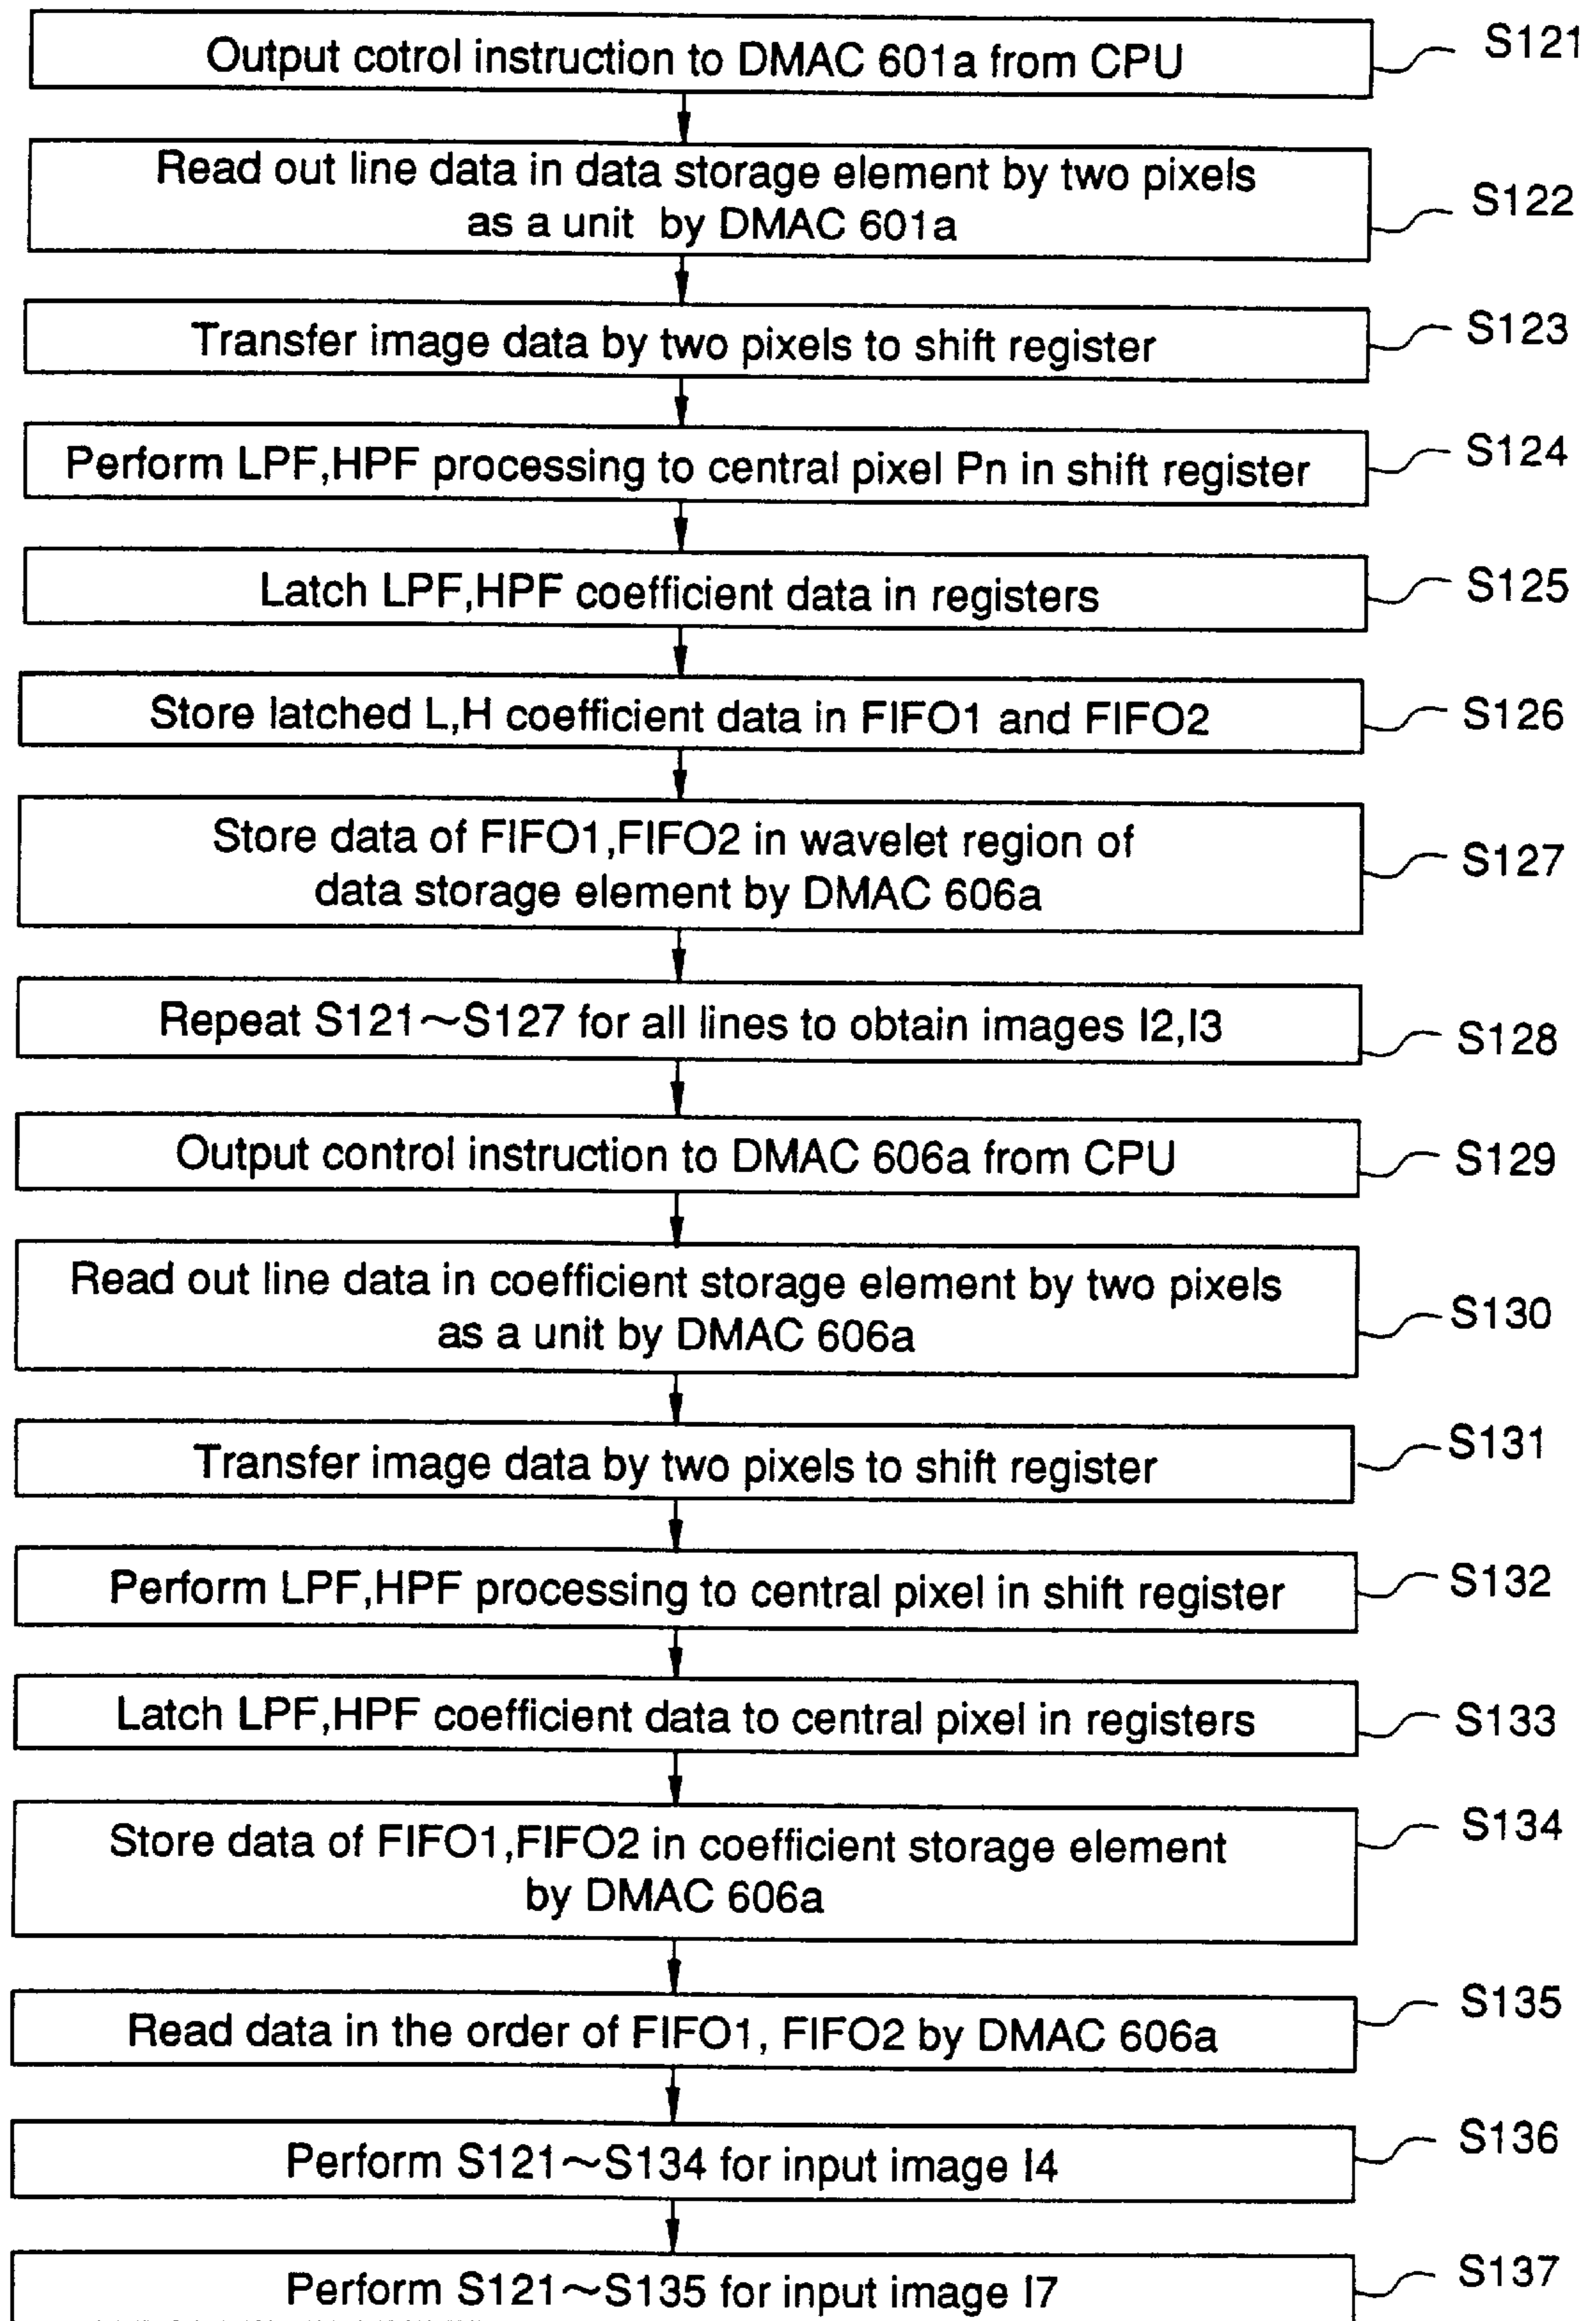 Output cotrol instruction to DMAC 601a from CPU
S121
Read out line data in data storage element by two pixels
as a unit by DMAC 601a
S122
Transfer image data by two pixels to shift register
S123
Perform LPF,HPF processing to central pixel Pn in shift register
S124
Latch LPF,HPF coefficient data in registers
S125
Store latched L,H coefficient data in FIFO1 and FIFO2
S126
Store data of FIFO1,FIFO2 in wavelet region of
data storage element by DMAC 606a
S127
Repeat S121~S127 for all lines to obtain images I2,I3
S128
Output control instruction to DMAC 606a from CPU
S129
Read out line data in coefficient storage element by two pixels
as a unit by DMAC 606a
S130
Transfer image data by two pixels to shift register
S131
Perform LPF,HPF processing to central pixel in shift register
S132
Latch LPF,HPF coefficient data to central pixel in registers
S133
Store data of FIFO1,FIFO2 in coefficient storage element
by DMAC 606a
S134
Read data in the order of FIFO1, FIFO2 by DMAC 606a
S135
Perform S121~S134 for input image I4
S136
Perform S121~S135 for input image I7
S137